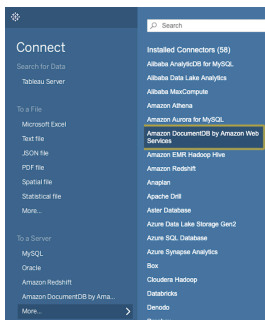 Connect
Search for Data
Tableau Server
To a File
Microsoft Excel
Text file
JSON file
PDF file
Spatial file
Statistical file
More...
To a Server
MySQL
Oracle
Amazon Redshift
Amazon DocumentDB by Ama...
More...
Search
Installed Connectors (58)
Alibaba AnalyticDB for MySQL
Alibaba Data Lake Analytics
Alibaba MaxCompute
Amazon Athena
Amazon Aurora for MySQL
Amazon DocumentDB by Amazon Web
Services
Amazon EMR Hadoop Hive
Amazon Redshift
Anaplan
Apache Drill
Aster Database
Azure Data Lake Storage Gen2
Azure SQL Database
Azure Synapse Analytics
Box
Cloudera Hadoop
Databricks
Denodo